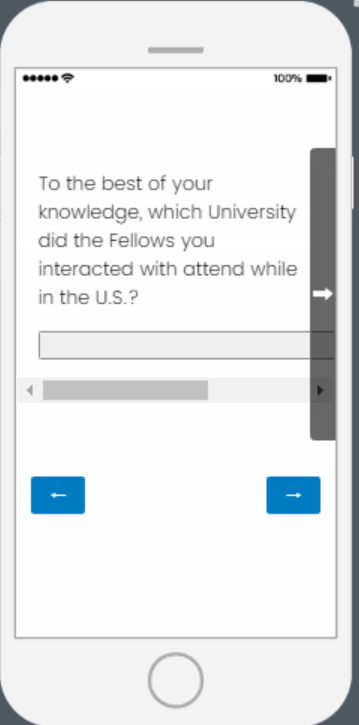 100%
To the best of your
knowledge, which University
did the Fellows you
interacted with attend while
in the U.S.?